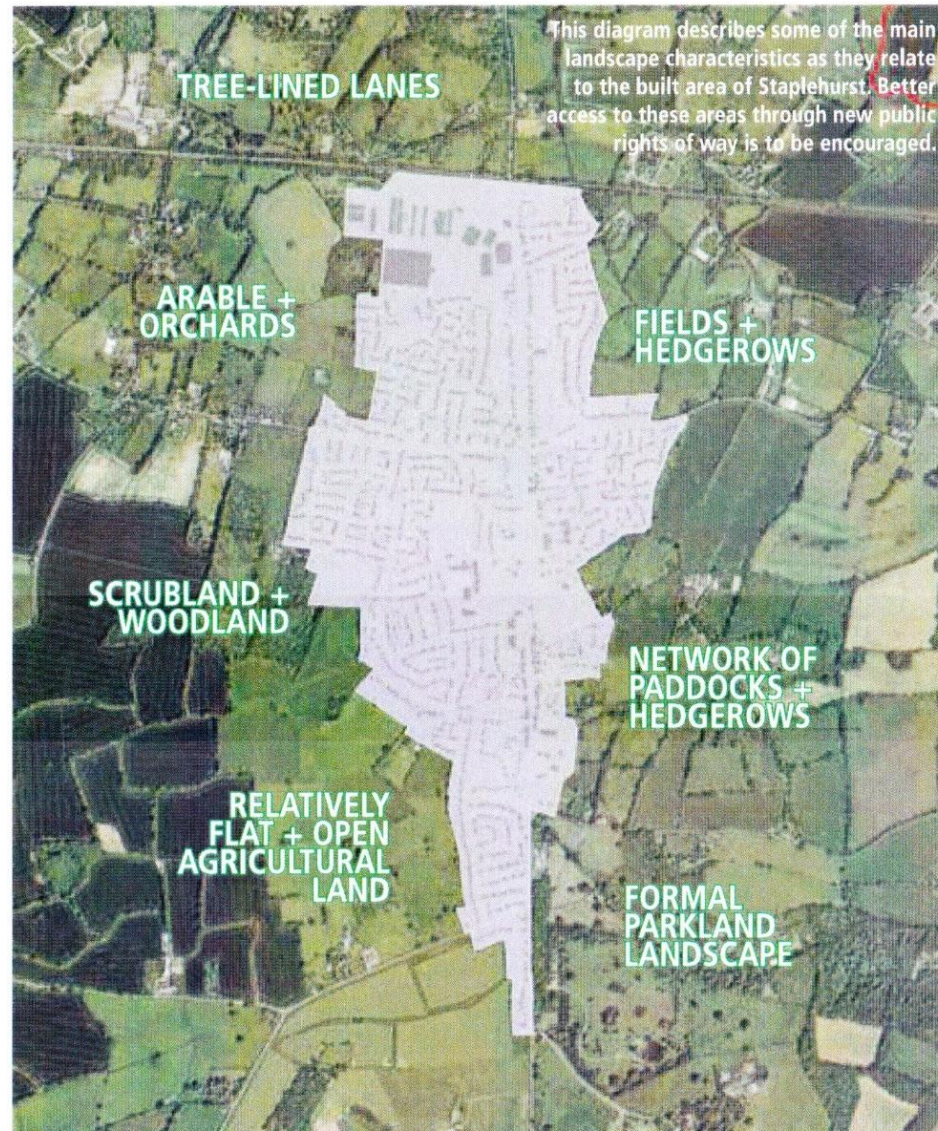 This diagram describes some of the main
landscape characteristics as they relate
to the built area of Staplehurst. Better
access to these areas through new public
rights of way is to be encouraged.
TREE-LINED LANES
ARABLE +
ORCHARDS
FIELDS +
HEDGEROWS
SCRUBLAND +
WOODLAND
NETWORK OF
PADDOCKS +
HEDGEROWS
RELATIVELY
FLAT + OPEN
AGRICULTURAL
LAND
FORMAL
PARKLAND
LANDSCAPE